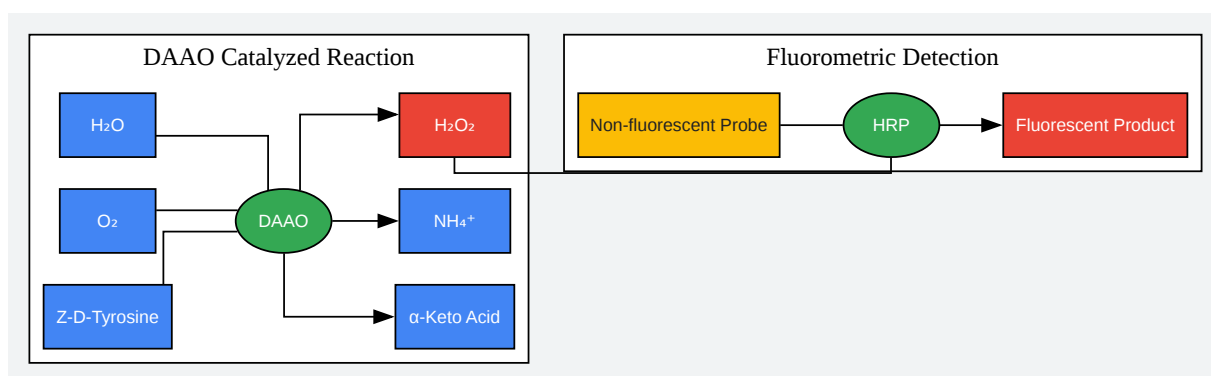 DAAO Catalyzed Reaction
H₂O
H₂O₂
O₂
DAAO
NH₄⁺
Z-D-Tyrosine
α-Keto Acid
Fluorometric Detection
Non-fluorescent Probe
HRP
Fluorescent Product